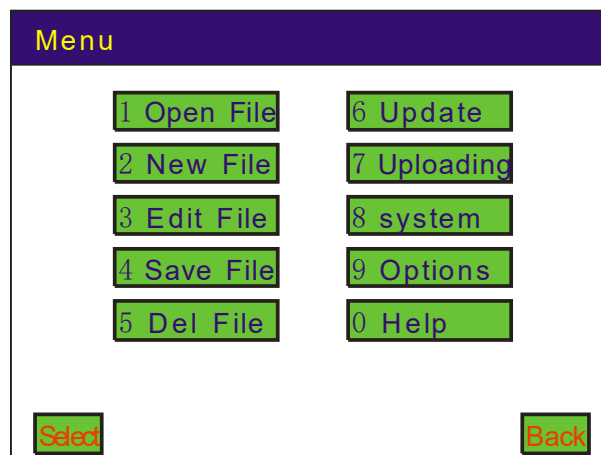 Menu
1 Open File
2 New File
3 Edit File
4 Save File
5 Del File
6 Update
7 Uploading
8 system
9 Options
0 Help
Select
Back